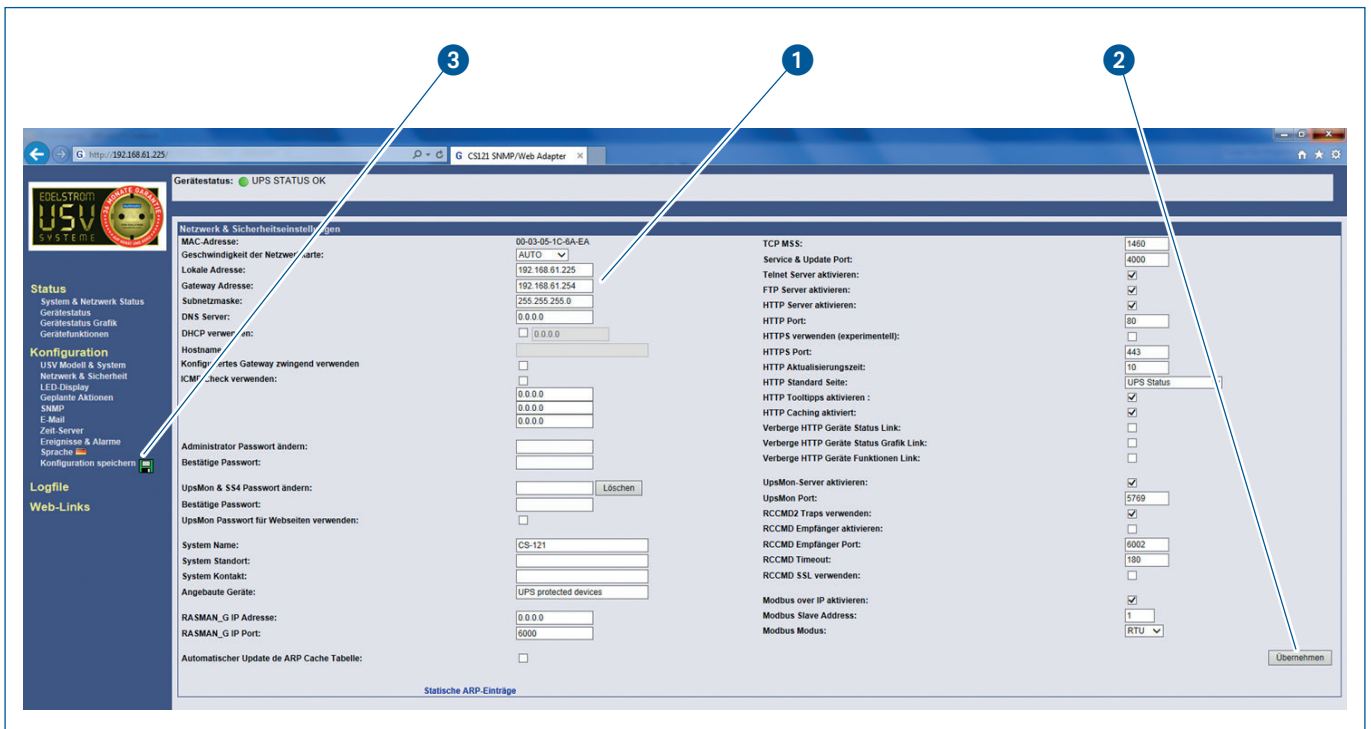 3
1
2
http://192.168.61.225/
CS121 SNMP/Web Adapter
EDELSTROM
USV
SYSTEME
24 MONATE GARANTIE
Gerätestatus: UPS STATUS OK
Status
System & Netzwerk Status
Gerätestatus
Gerätestatus Grafik
Gerätefunktionen
Konfiguration
USV Modell & System
Netzwerk & Sicherheit
LED-Display
Geplante Aktionen
SNMP
E-Mail
Zeit-Server
Ereignisse & Alarme
Sprache
Konfiguration speichern
Logfile
Web-Links
Netzwerk & Sicherheitseinstellungen
MAC-Adresse: 00-03-05-1C-6A-EA
Geschwindigkeit der Netzwerkkarte: AUTO
Lokale Adresse: 192.168.61.225
Gateway Adresse: 192.168.61.254
Subnetzmaske: 255.255.255.0
DNS Server: 0.0.0.0
DHCP verwenden: 0.0.0.0
Hostname
Konfiguriertes Gateway zwingend verwenden
ICMP Check verwenden:
0.0.0.0
0.0.0.0
0.0.0.0
Administrator Passwort ändern:
Bestätige Passwort:
UpsMon & SS4 Passwort ändern: Löschen
Bestätige Passwort:
UpsMon Passwort für Webseiten verwenden:
System Name: CS-121
System Standort:
System Kontakt:
Angebaute Geräte: UPS protected devices
RASMAN_G IP Adresse: 0.0.0.0
RASMAN_G IP Port: 6000
Automatischer Update de ARP Cache Tabelle:
Statische ARP-Einträge
TCP MSS: 1460
Service & Update Port: 4000
Telnet Server aktivieren:
FTP Server aktivieren:
HTTP Server aktivieren:
HTTP Port: 80
HTTPS verwenden (experimentell):
HTTPS Port: 443
HTTP Aktualisierungszeit: 10
HTTP Standard Seite: UPS Status
HTTP Tooltipps aktivieren :
HTTP Caching aktiviert:
Verberge HTTP Geräte Status Link:
Verberge HTTP Geräte Status Grafik Link:
Verberge HTTP Geräte Funktionen Link:
UpsMon-Server aktivieren:
UpsMon Port: 5769
RCCMD2 Traps verwenden:
RCCMD Empfänger aktivieren:
RCCMD Empfänger Port: 6002
RCCMD Timeout: 180
RCCMD SSL verwenden:
Modbus over IP aktivieren:
Modbus Slave Address: 1
Modbus Modus: RTU
Übernehmen